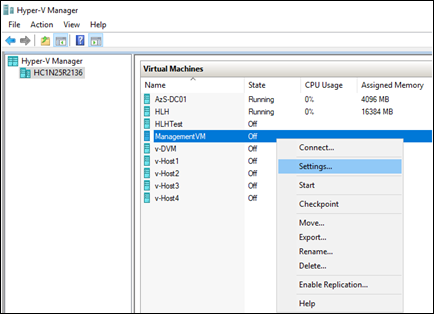 Hyper-V Manager
File Action View Help
Hyper-V Manager
HC1N25R2136
Virtual Machines
Name State CPU Usage Assigned Memory
AzS-DC01 Running 0% 4096 MB
HLH Running 0% 16384 MB
HLHTest Off
ManagementVM Off
v-DVM Off
v-Host1 Off
v-Host2 Off
v-Host3 Off
v-Host4 Off
Connect...
Settings...
Start
Checkpoint
Move...
Export...
Rename...
Delete...
Enable Replication...
Help